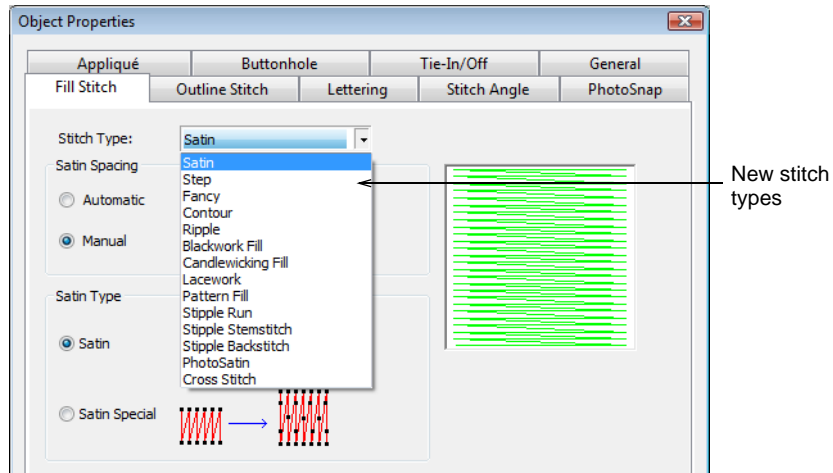 Object Properties
Appliqué Buttonhole Tie-In/Off General
Fill Stitch Outline Stitch Lettering Stitch Angle PhotoSnap
Stitch Type: Satin
Satin Spacing
Automatic
Manual
Satin
Step
Fancy
Contour
Ripple
Blackwork Fill
Candlewicking Fill
Lacework
Pattern Fill
Stipple Run
Stipple Stemstitch
Stipple Backstitch
PhotoSatin
Cross Stitch
New stitch
types
Satin Type
Satin
Satin Special